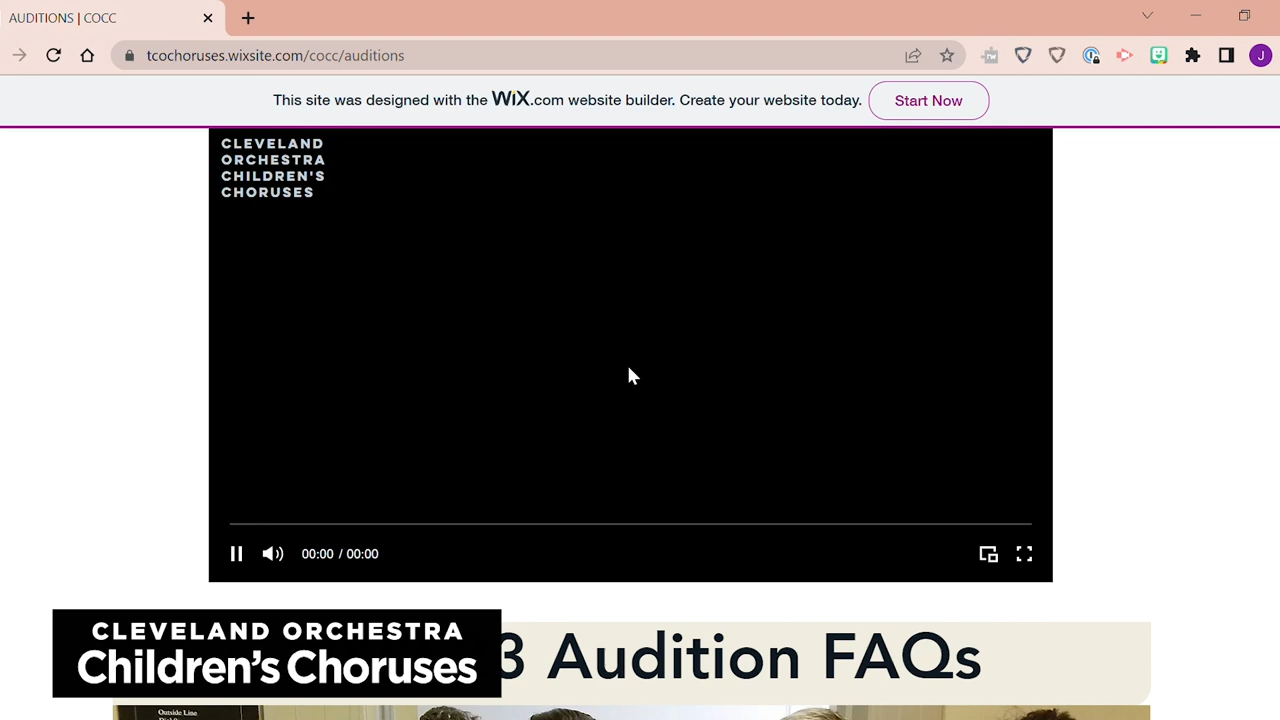 AUDITIONS | COCC
tcochoruses.wixsite.com/cocc/auditions
J
This site was designed with the WiX.com website builder. Create your website today.
Start Now
CLEVELAND
ORCHESTRA
CHILDREN'S
CHORUSES
00:00 / 00:00
CLEVELAND ORCHESTRA
Children's Choruses
3 Audition FAQs
Outside Line